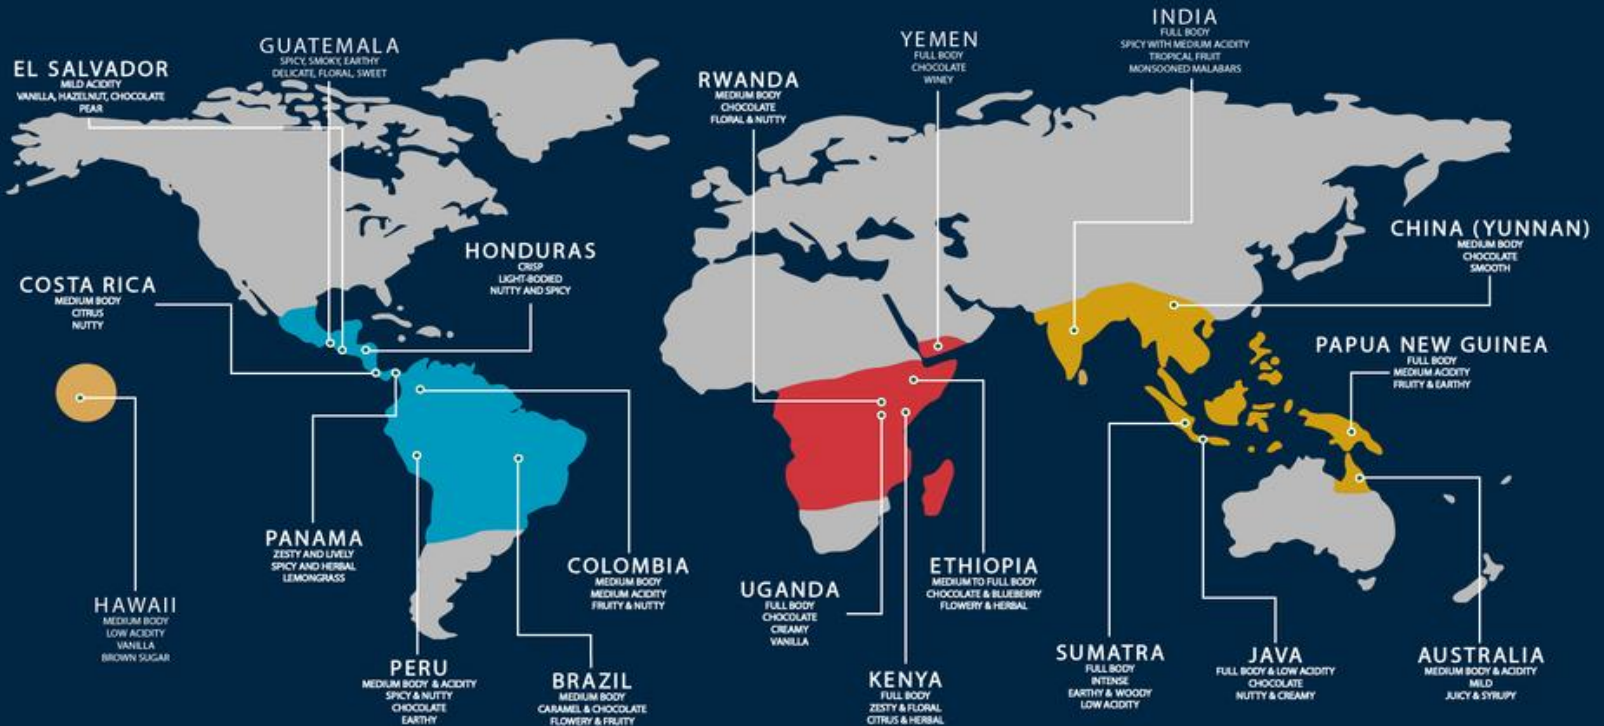 EL SALVADOR
MILD ACIDITY
VANILLA, HAZELNUT, CHOCOLATE
PEAR
GUATEMALA
SPICY, SMOKY, EARTHY
DELICATE, FLORAL, SWEET
RWANDA
MEDIUM BODY
CHOCOLATE
FLORAL & NUTTY
YEMEN
FULL BODY
CHOCOLATE
WINEY
INDIA
FULL BODY
SPICY WITH MEDIUM ACIDITY
TROPICAL FRUIT
MONSOONED MALABARS
COSTA RICA
MEDIUM BODY
CITRUS
NUTTY
HONDURAS
CRISP
LIGHT-BODIED
NUTTY AND SPICY
CHINA (YUNNAN)
MEDIUM BODY
CHOCOLATE
SMOOTH
PAPUA NEW GUINEA
FULL BODY
MEDIUM ACIDITY
FRUITY & EARTHY
HAWAII
MEDIUM BODY
LOW ACIDITY
VANILLA
BROWN SUGAR
PANAMA
ZESTY AND LIVELY
SPICY AND HERBAL
LEMONGRASS
PERU
MEDIUM BODY & ACIDITY
SPICY & NUTTY
CHOCOLATE
EARTHY
COLOMBIA
MEDIUM BODY
MEDIUM ACIDITY
FRUITY & NUTTY
BRAZIL
MEDIUM BODY
CARAMEL & CHOCOLATE
FLOWERY & FRUITY
UGANDA
FULL BODY
CHOCOLATE
CREAMY
VANILLA
KENYA
FULL BODY
ZESTY & FLORAL
CITRUS & HERBAL
ETHIOPIA
MEDIUM TO FULL BODY
CHOCOLATE & BLUEBERRY
FLOWERY & HERBAL
SUMATRA
FULL BODY
INTENSE
EARTHY & WOODY
LOW ACIDITY
JAVA
FULL BODY & LOW ACIDITY
CHOCOLATE
NUTTY & CREAMY
AUSTRALIA
MEDIUM BODY & ACIDITY
MILD
JUICY & SYRUPY